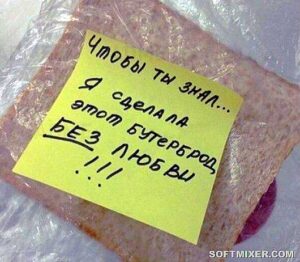 Чтобы ты знал...
Я сделала
этот бутерброд
БЕЗ любви
!!!
SOFTMIXER.COM